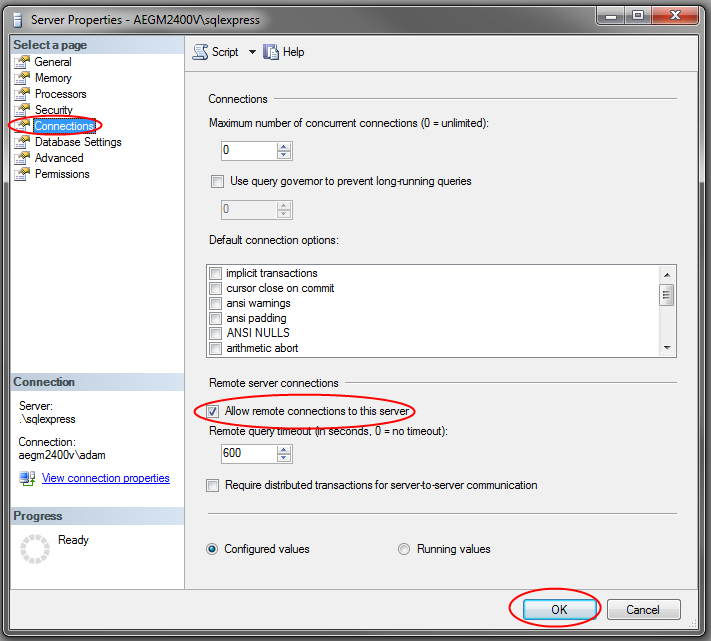 Server Properties - AEGM2400V\sqlexpress
Select a page
General
Memory
Processors
Security
Connections
Database Settings
Advanced
Permissions
Connection
Server:
.\sqlexpress
Connection:
aegm2400v\adam
View connection properties
Progress
Ready
Script
Help
Connections
Maximum number of concurrent connections (0 = unlimited):
0
Use query governor to prevent long-running queries
0
Default connection options:
implicit transactions
cursor close on commit
ansi warnings
ansi padding
ANSI NULLS
arithmetic abort
Remote server connections
Allow remote connections to this server
Remote query timeout (in seconds, 0 = no timeout):
600
Require distributed transactions for server-to-server communication
Configured values
Running values
OK
Cancel